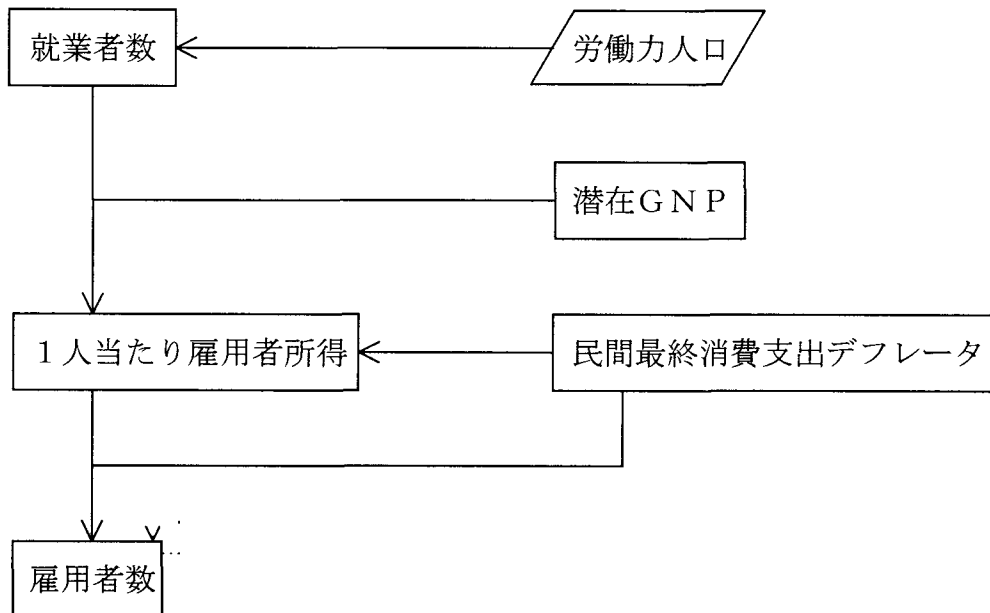 就業者数
労働力人口
潜在GNP
1人当たり雇用者所得
民間最終消費支出デフレータ
雇用者数